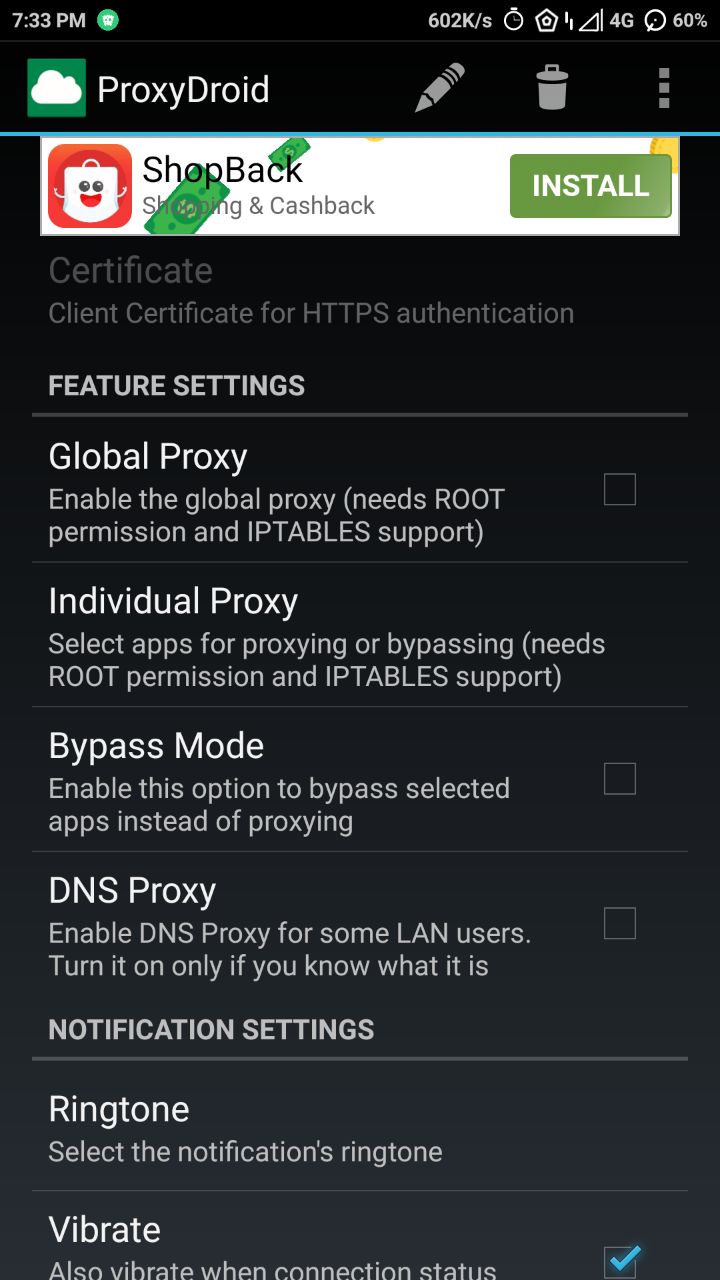 7:33 PM 602K/s 4G 60%
ProxyDroid
ShopBack
Shopping & Cashback
INSTALL
Certificate
Client Certificate for HTTPS authentication
FEATURE SETTINGS
Global Proxy
Enable the global proxy (needs ROOT
permission and IPTABLES support)
Individual Proxy
Select apps for proxying or bypassing (needs
ROOT permission and IPTABLES support)
Bypass Mode
Enable this option to bypass selected
apps instead of proxying
DNS Proxy
Enable DNS Proxy for some LAN users.
Turn it on only if you know what it is
NOTIFICATION SETTINGS
Ringtone
Select the notification's ringtone
Vibrate
Also vibrate when connection status